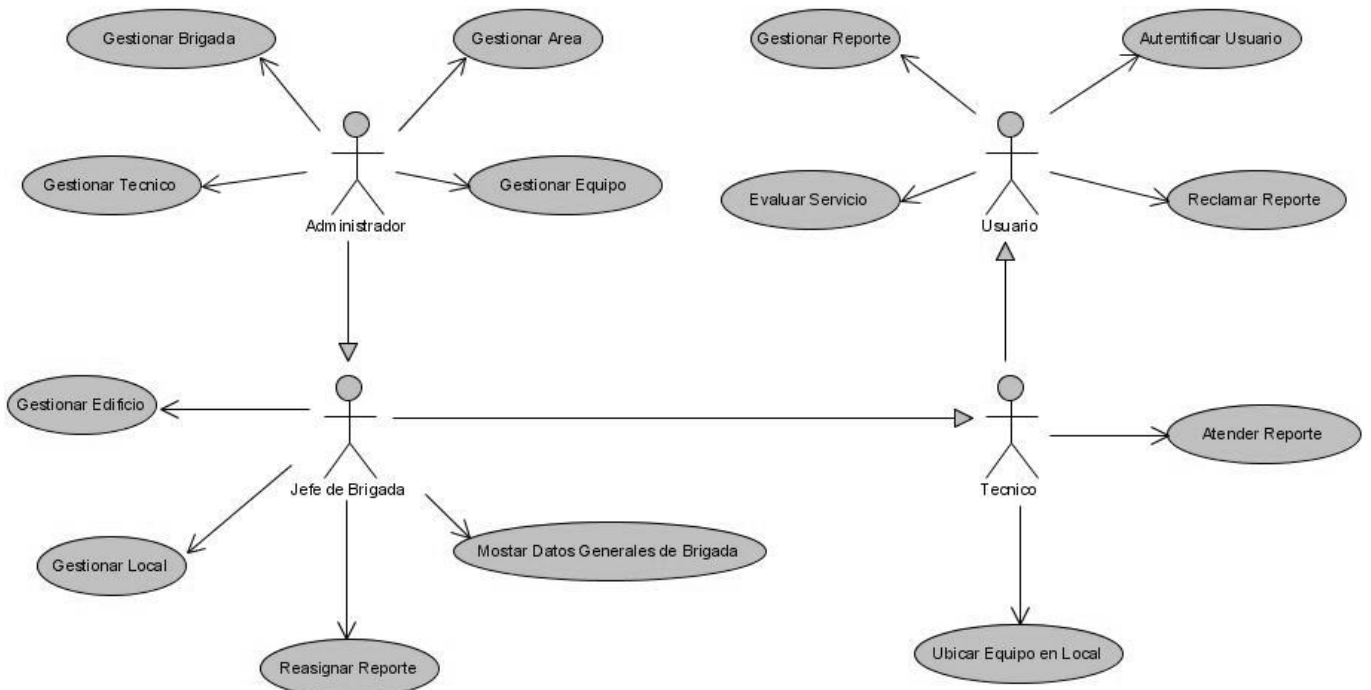 Gestionar Brigada
Gestionar Area
Gestionar Reporte
Autentificar Usuario
Gestionar Tecnico
Gestionar Equipo
Evaluar Servicio
Reclamar Reporte
Administrador
Usuario
Gestionar Edificio
Atender Reporte
Jefe de Brigada
Tecnico
Gestionar Local
Mostar Datos Generales de Brigada
Reasignar Reporte
Ubicar Equipo en Local